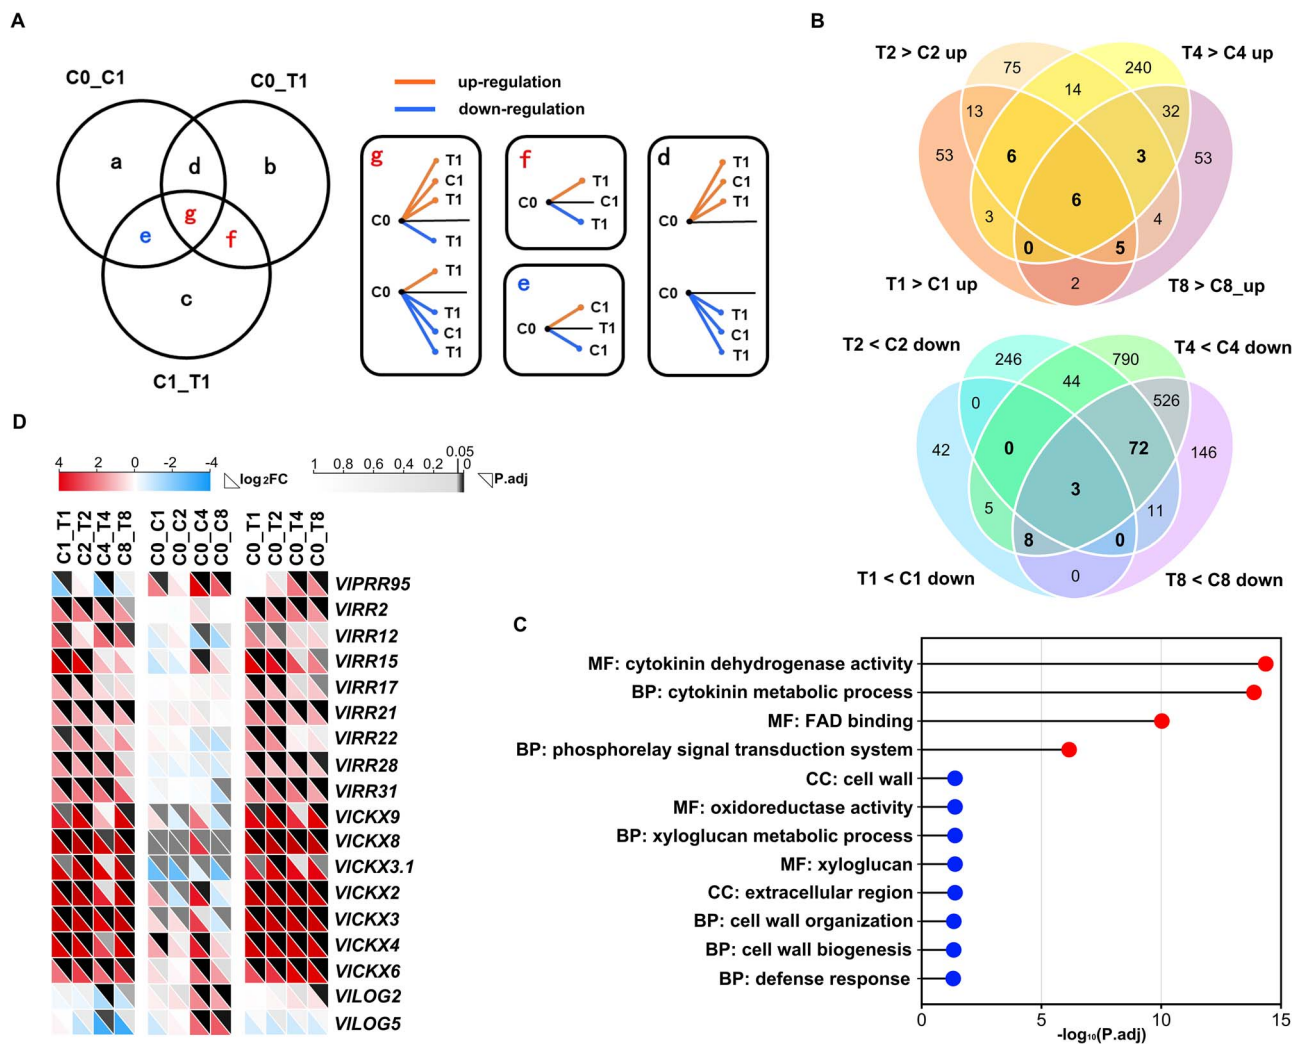 A
C0_C1
C0_T1
a
d
b
g
e
f
c
C1_T1
up-regulation
down-regulation
g
T1
C1
T1
C0
T1
T1
C0
T1
C1
T1
f
T1
C0
C1
T1
e
C1
C0
T1
C1
d
T1
C1
T1
C0
C0
T1
C1
T1
B
T2 > C2 up
T4 > C4 up
75
240
14
13
32
53
6
3
53
6
3
4
0
5
T1 > C1 up
2
T8 > C8_up
T2 < C2 down
T4 < C4 down
246
790
44
0
526
42
0
72
146
3
5
11
8
0
T1 < C1 down
0
T8 < C8 down
D
4 2 0 -2 -4
log2FC
0.05
1 0,8 0,6 0,4 0,2 0
P.adj
C1_T1 C2_T2 C4_T4 C8_T8 C0_C1 C0_C2 C0_C4 C0_C8 C0_T1 C0_T2 C0_T4 C0_T8
VlPRR95
VlRR2
VlRR12
VlRR15
VlRR17
VlRR21
VlRR22
VlRR28
VlRR31
VlCKX9
VlCKX8
VlCKX3.1
VlCKX2
VlCKX3
VlCKX4
VlCKX6
VlLOG2
VlLOG5
C
MF: cytokinin dehydrogenase activity
BP: cytokinin metabolic process
MF: FAD binding
BP: phosphorelay signal transduction system
CC: cell wall
MF: oxidoreductase activity
BP: xyloglucan metabolic process
MF: xyloglucan
CC: extracellular region
BP: cell wall organization
BP: cell wall biogenesis
BP: defense response
0 5 10 15
-log10(P.adj)